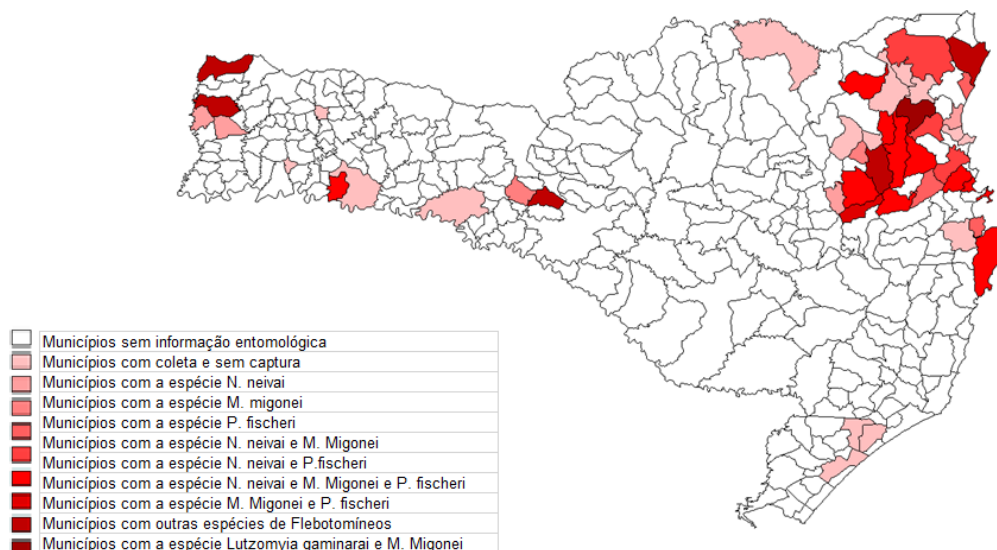 Municípios sem informação entomológica
Municípios com coleta e sem captura
Municípios com a espécie N. neivai
Municípios com a espécie M. migonei
Municípios com a espécie P. fischeri
Municípios com a espécie N. neivai e M. Migonei
Municípios com a espécie N. neivai e P.fischeri
Municípios com a espécie N. neivai e M. Migonei e P. fischeri
Municípios com a espécie M. Migonei e P. fischeri
Municípios com outras espécies de Flebotomíneos
Municípios com a espécie Lutzomyia gaminarai e M. Migonei